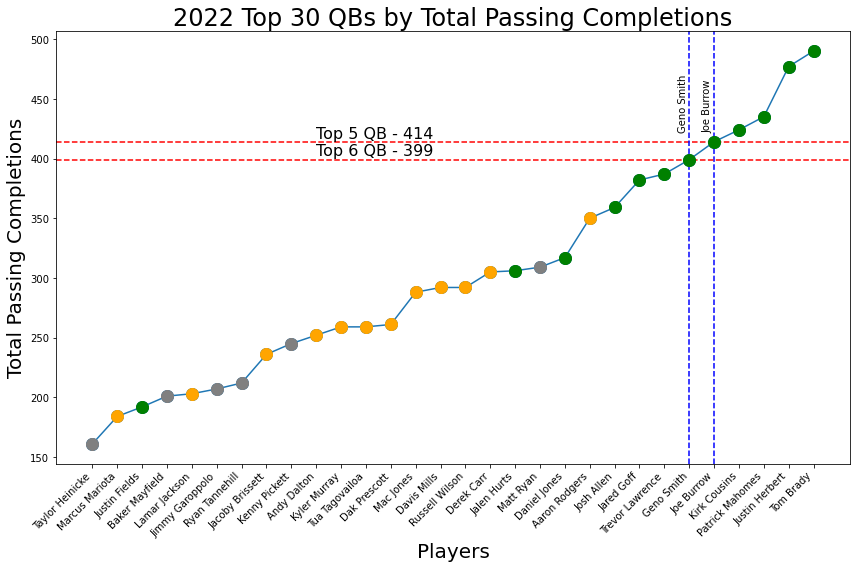 2022 Top 30 QBs by Total Passing Completions
Total Passing Completions
500
450
400
350
300
250
200
150
Top 5 QB - 414
Top 6 QB - 399
Geno Smith
Joe Burrow
Taylor Heinicke
Marcus Mariota
Justin Fields
Baker Mayfield
Lamar Jackson
Jimmy Garoppolo
Ryan Tannehill
Jacoby Brissett
Kenny Pickett
Andy Dalton
Kyler Murray
Tua Tagovailoa
Dak Prescott
Mac Jones
Davis Mills
Russell Wilson
Derek Carr
Jalen Hurts
Matt Ryan
Daniel Jones
Aaron Rodgers
Josh Allen
Jared Goff
Trevor Lawrence
Geno Smith
Joe Burrow
Kirk Cousins
Patrick Mahomes
Justin Herbert
Tom Brady
Players